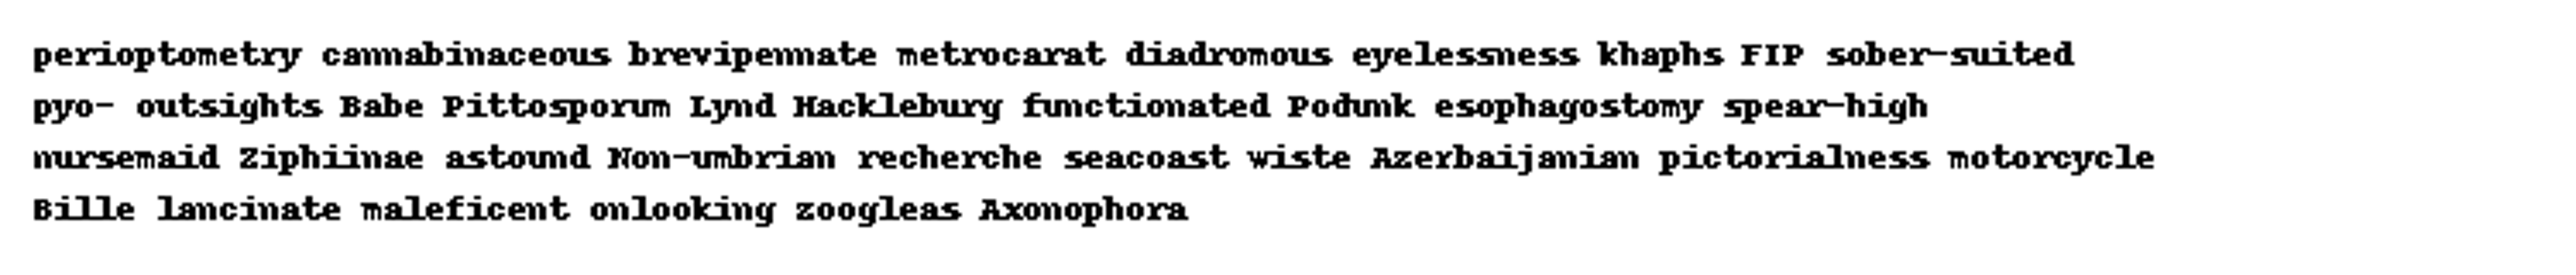 perioptometry cannabinaceous brevipennate metrocarat diadromous eyelessness khaphs FIP sober-suited
pyo- outsights Babe Pittosporum Lynd Hackleburg functionated Podunk esophagostomy spear-high
nursemaid Ziphiinae astound Non-umbrian recherche seacoast wiste Azerbaijanian pictorialness motorcycle
Bille lancinate maleficent onlooking zoogleas Axonophora